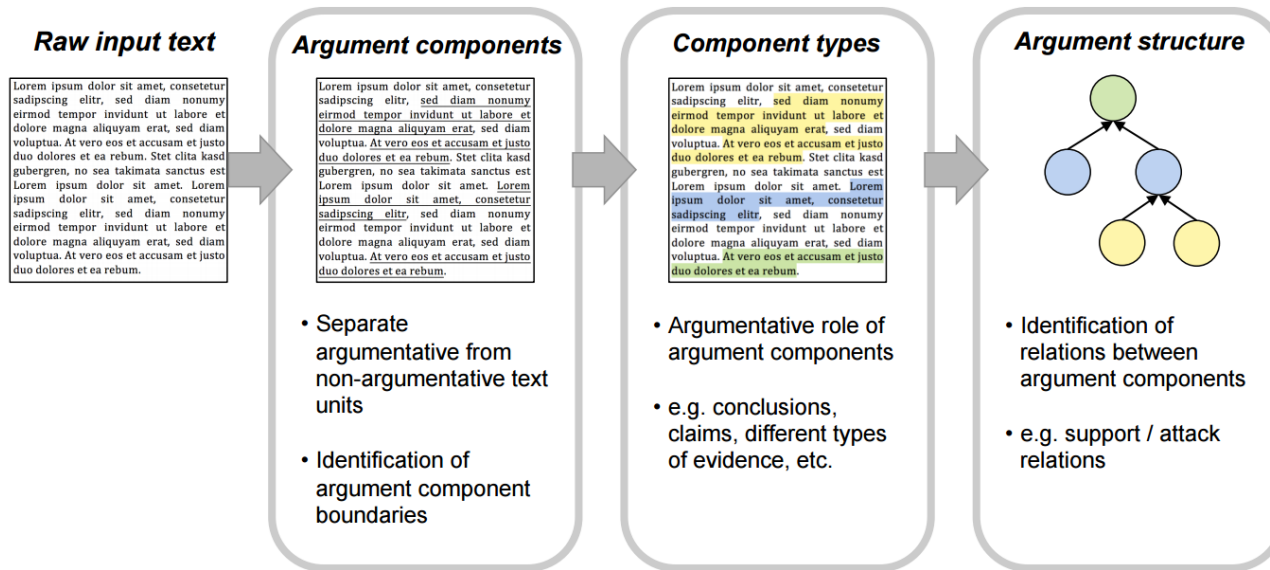 Raw input text
Lorem ipsum dolor sit amet, consetetur
sadipscing elitr, sed diam nonumy
eirmod tempor invidunt ut labore et
dolore magna aliquyam erat, sed diam
voluptua. At vero eos et accusam et justo
duo dolores et ea rebum. Stet clita kasd
gubergren, no sea takimata sanctus est
Lorem ipsum dolor sit amet. Lorem
ipsum dolor sit amet, consetetur
sadipscing elitr, sed diam nonumy
eirmod tempor invidunt ut labore et
dolore magna aliquyam erat, sed diam
voluptua. At vero eos et accusam et justo
duo dolores et ea rebum.
Argument components
Lorem ipsum dolor sit amet, consetetur
sadipscing elitr, sed diam nonumy
eirmod tempor invidunt ut labore et
dolore magna aliquyam erat, sed diam
voluptua. At vero eos et accusam et justo
duo dolores et ea rebum. Stet clita kasd
gubergren, no sea takimata sanctus est
Lorem ipsum dolor sit amet. Lorem
ipsum dolor sit amet, consetetur
sadipscing elitr, sed diam nonumy
eirmod tempor invidunt ut labore et
dolore magna aliquyam erat, sed diam
voluptua. At vero eos et accusam et justo
duo dolores et ea rebum.
• Separate
argumentative from
non-argumentative text
units
• Identification of
argument component
boundaries
Component types
Lorem ipsum dolor sit amet, consetetur
sadipscing elitr, sed diam nonumy
eirmod tempor invidunt ut labore et
dolore magna aliquyam erat, sed diam
voluptua. At vero eos et accusam et justo
duo dolores et ea rebum. Stet clita kasd
gubergren, no sea takimata sanctus est
Lorem ipsum dolor sit amet. Lorem
ipsum dolor sit amet, consetetur
sadipscing elitr, sed diam nonumy
eirmod tempor invidunt ut labore et
dolore magna aliquyam erat, sed diam
voluptua. At vero eos et accusam et justo
duo dolores et ea rebum.
• Argumentative role of
argument components
• e.g. conclusions,
claims, different types
of evidence, etc.
Argument structure
• Identification of
relations between
argument components
• e.g. support / attack
relations